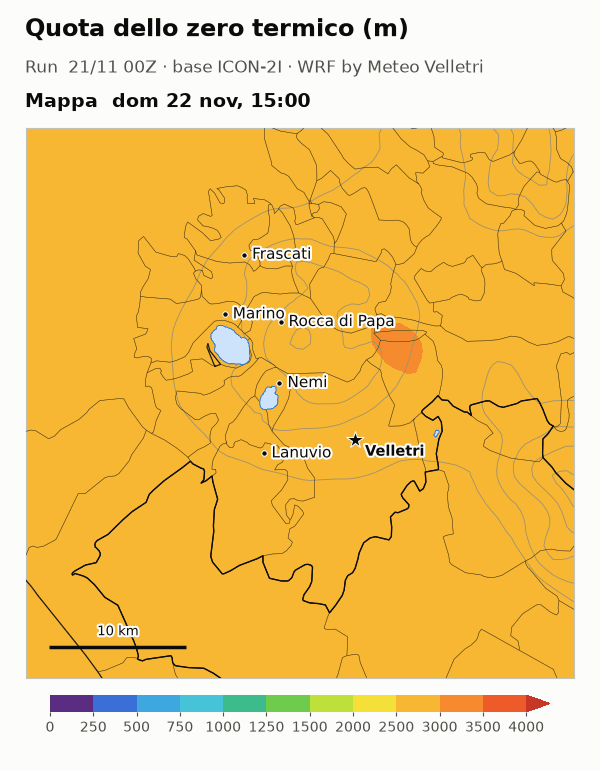 Quota dello zero termico (m)
Run 21/11 00Z · base ICON-2I · WRF by Meteo Velletri
Mappa dom 22 nov, 15:00
Frascati
Marino
Rocca di Papa
Nemi
Velletri
Lanuvio
10 km
0 250 500 750 1000 1250 1500 2000 2500 3000 3500 4000